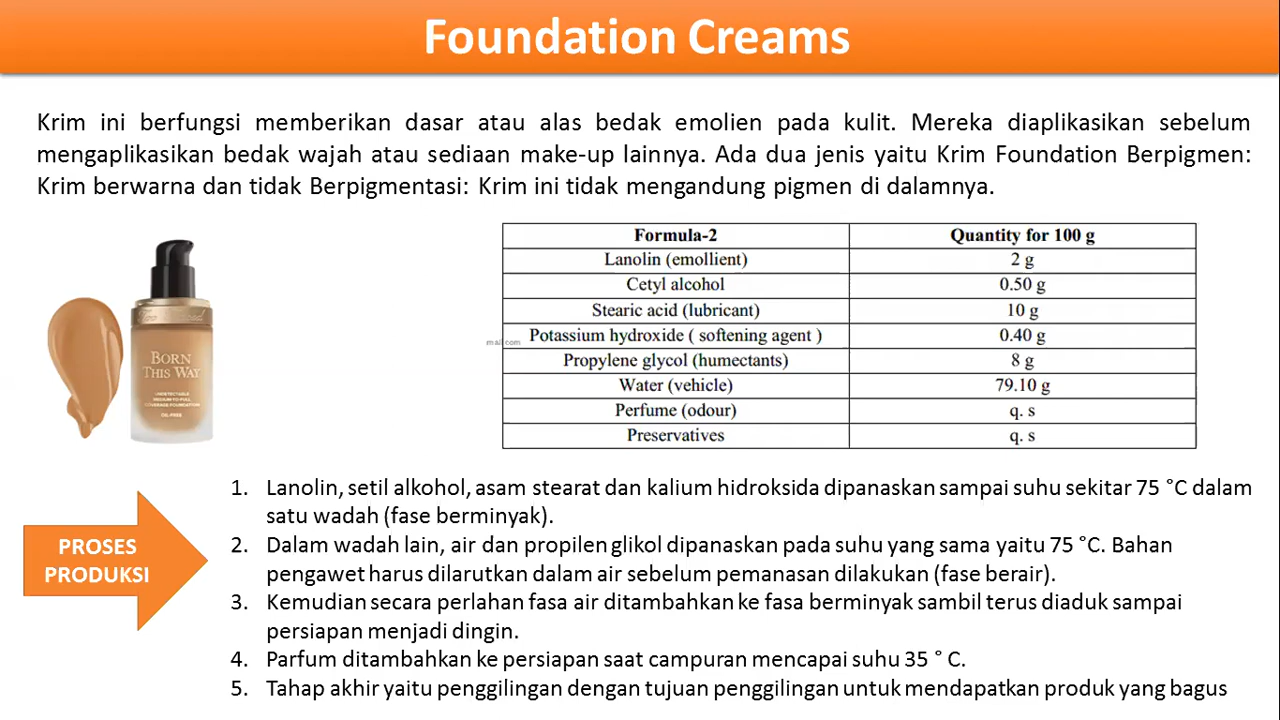 Foundation Creams
Krim ini berfungsi memberikan dasar atau alas bedak emolien pada kulit. Mereka diaplikasikan sebelum
mengaplikasikan bedak wajah atau sediaan make-up lainnya. Ada dua jenis yaitu Krim Foundation Berpigmen:
Krim berwarna dan tidak Berpigmentasi: Krim ini tidak mengandung pigmen di dalamnya.
BORN
THIS WAY
OIL-FREE
Formula-2 Quantity for 100 g
Lanolin (emollient) 2 g
Cetyl alcohol 0.50 g
Stearic acid (lubricant) 10 g
Potassium hydroxide ( softening agent ) 0.40 g
Propylene glycol (humectants) 8 g
Water (vehicle) 79.10 g
Perfume (odour) q. s
Preservatives q. s
PROSES
PRODUKSI
1. Lanolin, setil alkohol, asam stearat dan kalium hidroksida dipanaskan sampai suhu sekitar 75 °C dalam
satu wadah (fase berminyak).
2. Dalam wadah lain, air dan propilen glikol dipanaskan pada suhu yang sama yaitu 75 °C. Bahan
pengawet harus dilarutkan dalam air sebelum pemanasan dilakukan (fase berair).
3. Kemudian secara perlahan fasa air ditambahkan ke fasa berminyak sambil terus diaduk sampai
persiapan menjadi dingin.
4. Parfum ditambahkan ke persiapan saat campuran mencapai suhu 35 ° C.
5. Tahap akhir yaitu penggilingan dengan tujuan penggilingan untuk mendapatkan produk yang bagus